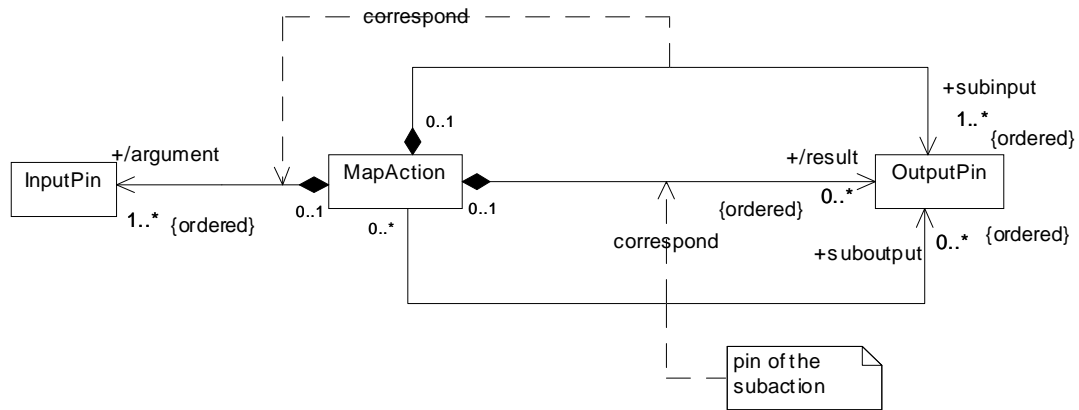 correspond
+subinput
0..1
1..*
{ordered}
+/argument
+/result
InputPin
MapAction
OutputPin
1..*
{ordered}
0..1
0..*
0..1
{ordered}
0..*
0..*
{ordered}
correspond
+suboutput
pin of the
subaction